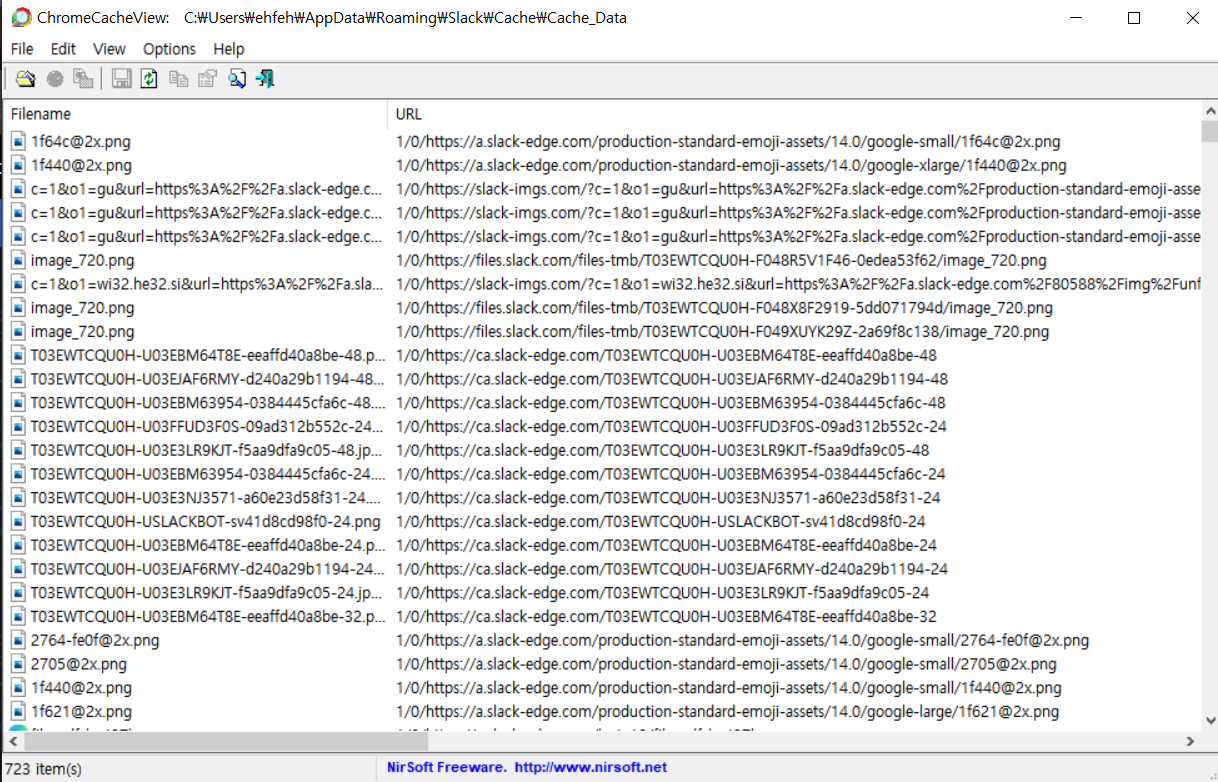 ChromeCacheView: C:₩Users₩ehfeh₩AppData₩Roaming₩Slack₩Cache₩Cache_Data
File Edit View Options Help
Filename URL
1f64c@2x.png 1/0/https://a.slack-edge.com/production-standard-emoji-assets/14.0/google-small/1f64c@2x.png
1f440@2x.png 1/0/https://a.slack-edge.com/production-standard-emoji-assets/14.0/google-xlarge/1f440@2x.png
c=1&o1=gu&url=https%3A%2F%2Fa.slack-edge.c... 1/0/https://slack-imgs.com/?c=1&o1=gu&url=https%3A%2F%2Fa.slack-edge.com%2Fproduction-standard-emoji-asse
c=1&o1=gu&url=https%3A%2F%2Fa.slack-edge.c... 1/0/https://slack-imgs.com/?c=1&o1=gu&url=https%3A%2F%2Fa.slack-edge.com%2Fproduction-standard-emoji-asse
c=1&o1=gu&url=https%3A%2F%2Fa.slack-edge.c... 1/0/https://slack-imgs.com/?c=1&o1=gu&url=https%3A%2F%2Fa.slack-edge.com%2Fproduction-standard-emoji-asse
image_720.png 1/0/https://files.slack.com/files-tmb/T03EWTCQU0H-F048R5V1F46-0edea53f62/image_720.png
c=1&o1=wi32.he32.si&url=https%3A%2F%2Fa.sla... 1/0/https://slack-imgs.com/?c=1&o1=wi32.he32.si&url=https%3A%2F%2Fa.slack-edge.com%2F80588%2Fimg%2Funf
image_720.png 1/0/https://files.slack.com/files-tmb/T03EWTCQU0H-F048X8F2919-5dd071794d/image_720.png
image_720.png 1/0/https://files.slack.com/files-tmb/T03EWTCQU0H-F049XUYK29Z-2a69f8c138/image_720.png
T03EWTCQU0H-U03EBM64T8E-eeaffd40a8be-48.p... 1/0/https://ca.slack-edge.com/T03EWTCQU0H-U03EBM64T8E-eeaffd40a8be-48
T03EWTCQU0H-U03EJAF6RMY-d240a29b1194-48... 1/0/https://ca.slack-edge.com/T03EWTCQU0H-U03EJAF6RMY-d240a29b1194-48
T03EWTCQU0H-U03EBM63954-0384445cfa6c-48.... 1/0/https://ca.slack-edge.com/T03EWTCQU0H-U03EBM63954-0384445cfa6c-48
T03EWTCQU0H-U03FFUD3F0S-09ad312b552c-24... 1/0/https://ca.slack-edge.com/T03EWTCQU0H-U03FFUD3F0S-09ad312b552c-24
T03EWTCQU0H-U03E3LR9KJT-f5aa9dfa9c05-48.jp... 1/0/https://ca.slack-edge.com/T03EWTCQU0H-U03E3LR9KJT-f5aa9dfa9c05-48
T03EWTCQU0H-U03EBM63954-0384445cfa6c-24.... 1/0/https://ca.slack-edge.com/T03EWTCQU0H-U03EBM63954-0384445cfa6c-24
T03EWTCQU0H-U03E3NJ3571-a60e23d58f31-24.... 1/0/https://ca.slack-edge.com/T03EWTCQU0H-U03E3NJ3571-a60e23d58f31-24
T03EWTCQU0H-USLACKBOT-sv41d8cd98f0-24.png 1/0/https://ca.slack-edge.com/T03EWTCQU0H-USLACKBOT-sv41d8cd98f0-24
T03EWTCQU0H-U03EBM64T8E-eeaffd40a8be-24.p... 1/0/https://ca.slack-edge.com/T03EWTCQU0H-U03EBM64T8E-eeaffd40a8be-24
T03EWTCQU0H-U03EJAF6RMY-d240a29b1194-24... 1/0/https://ca.slack-edge.com/T03EWTCQU0H-U03EJAF6RMY-d240a29b1194-24
T03EWTCQU0H-U03E3LR9KJT-f5aa9dfa9c05-24.jp... 1/0/https://ca.slack-edge.com/T03EWTCQU0H-U03E3LR9KJT-f5aa9dfa9c05-24
T03EWTCQU0H-U03EBM64T8E-eeaffd40a8be-32.p... 1/0/https://ca.slack-edge.com/T03EWTCQU0H-U03EBM64T8E-eeaffd40a8be-32
2764-fe0f@2x.png 1/0/https://a.slack-edge.com/production-standard-emoji-assets/14.0/google-small/2764-fe0f@2x.png
2705@2x.png 1/0/https://a.slack-edge.com/production-standard-emoji-assets/14.0/google-small/2705@2x.png
1f440@2x.png 1/0/https://a.slack-edge.com/production-standard-emoji-assets/14.0/google-small/1f440@2x.png
1f621@2x.png 1/0/https://a.slack-edge.com/production-standard-emoji-assets/14.0/google-large/1f621@2x.png
723 item(s) NirSoft Freeware. http://www.nirsoft.net